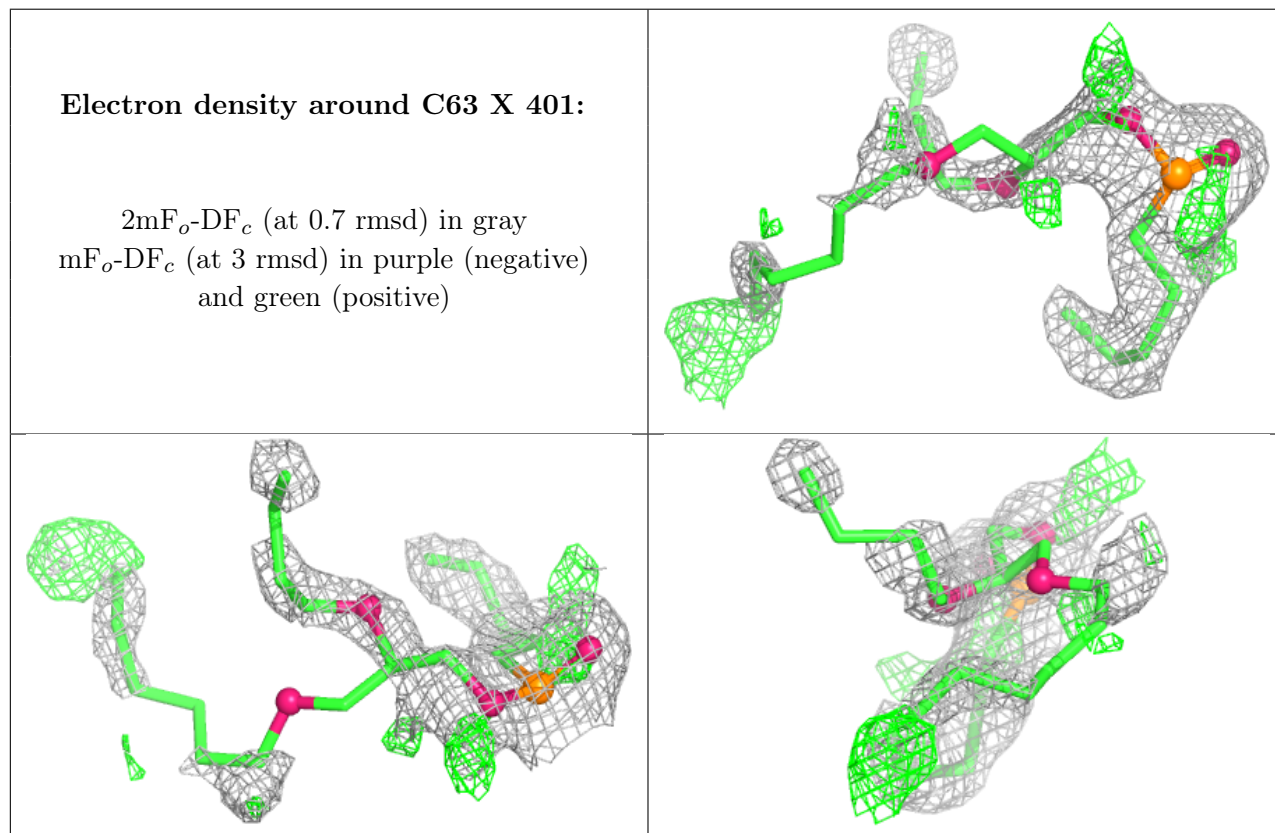 Electron density around C63 X 401:
2mFₒ-DF𝒸 (at 0.7 rmsd) in gray
mFₒ-DF𝒸 (at 3 rmsd) in purple (negative)
and green (positive)